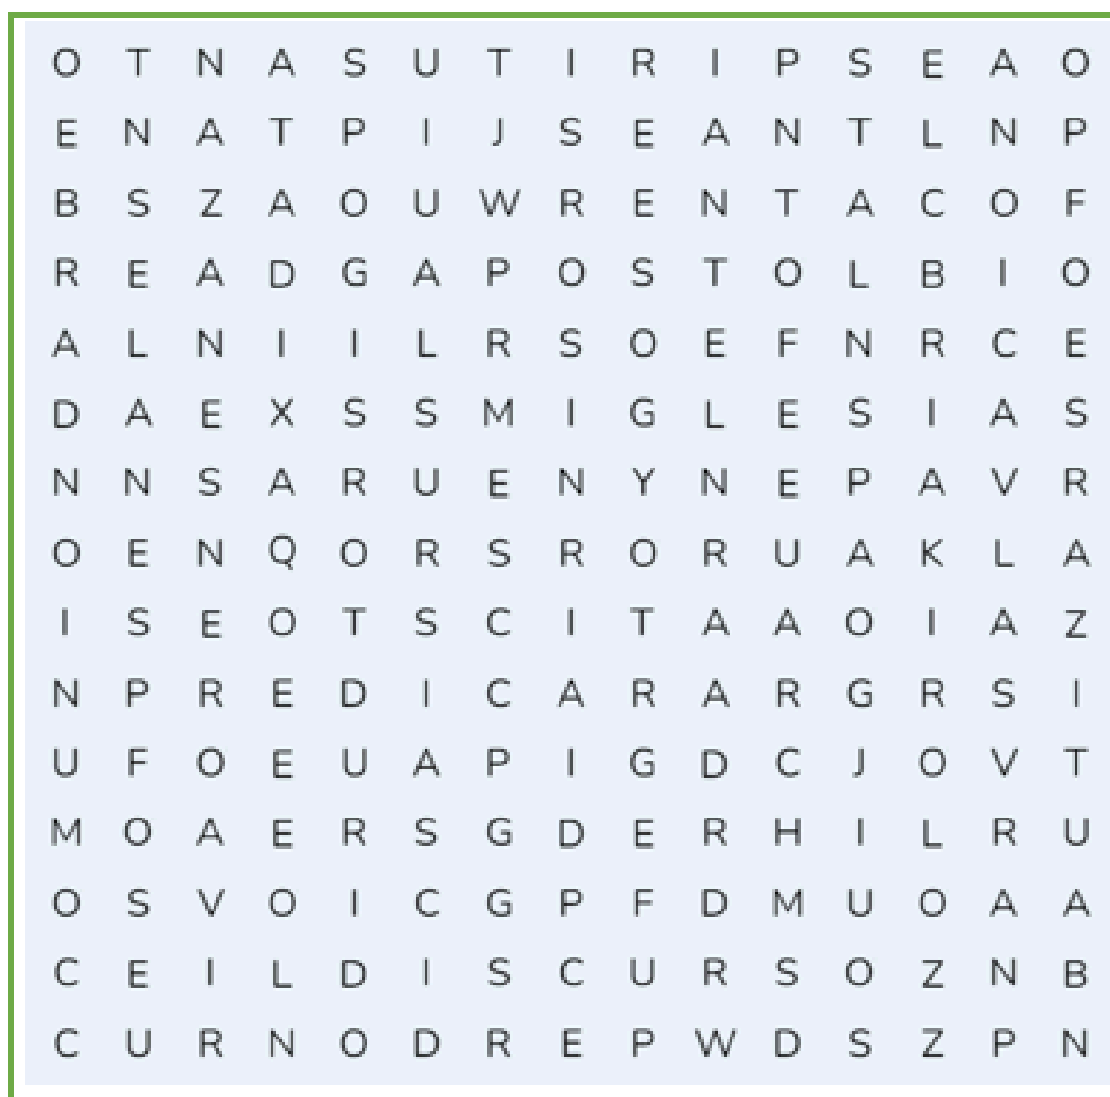 O T N A S U T I R I P S E A O
E N A T P I J S E A N T L N P
B S Z A O U W R E N T A C O F
R E A D G A P O S T O L B I O
A L N I I L R S O E F N R C E
D A E X S S M I G L E S I A S
N N S A R U E N Y N E P A V R
O E N Q O R S R O R U A K L A
I S E O T S C I T A A O I A Z
N P R E D I C A R A R G R S I
U F O E U A P I G D C J O V T
M O A E R S G D E R H I L R U
O S V O I C G P F D M U O A A
C E I L D I S C U R S O Z N B
C U R N O D R E P W D S Z P N